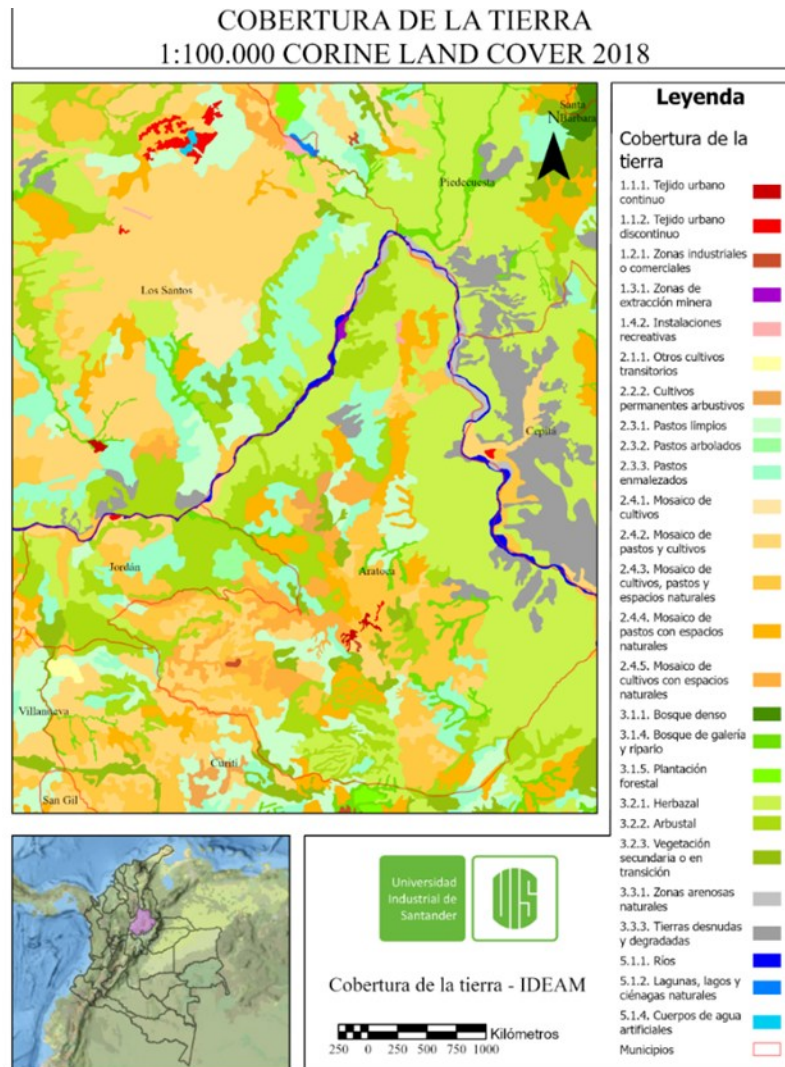 COBERTURA DE LA TIERRA
1:100.000 CORINE LAND COVER 2018
Santa
Bárbara
N
Piedecuesta
Los Santos
Cepitá
Jordán
Aratoca
Villanueva
Curití
San Gil
Leyenda
Cobertura de la
tierra
1.1.1. Tejido urbano
continuo
1.1.2. Tejido urbano
discontinuo
1.2.1. Zonas industriales
o comerciales
1.3.1. Zonas de
extracción minera
1.4.2. Instalaciones
recreativas
2.1.1. Otros cultivos
transitorios
2.2.2. Cultivos
permanentes arbustivos
2.3.1. Pastos límpios
2.3.2. Pastos arbolados
2.3.3. Pastos
enmalezados
2.4.1. Mosaico de
cultivos
2.4.2. Mosaico de
pastos y cultivos
2.4.3. Mosaico de
cultivos, pastos y
espacios naturales
2.4.4. Mosaico de
pastos con espacios
naturales
2.4.5. Mosaico de
cultivos con espacios
naturales
3.1.1. Bosque denso
3.1.4. Bosque de galería
y ripario
3.1.5. Plantación
forestal
3.2.1. Herbazal
3.2.2. Arbustal
3.2.3. Vegetación
secundaria o en
transición
3.3.1. Zonas arenosas
naturales
3.3.3. Tierras desnudas
y degradadas
5.1.1. Ríos
5.1.2. Lagunas, lagos y
ciénagas naturales
5.1.4. Cuerpos de agua
artificiales
Municipios
Universidad
Industrial de
Santander
UIS
Cobertura de la tierra - IDEAM
Kilómetros
250 0 250 500 750 1000